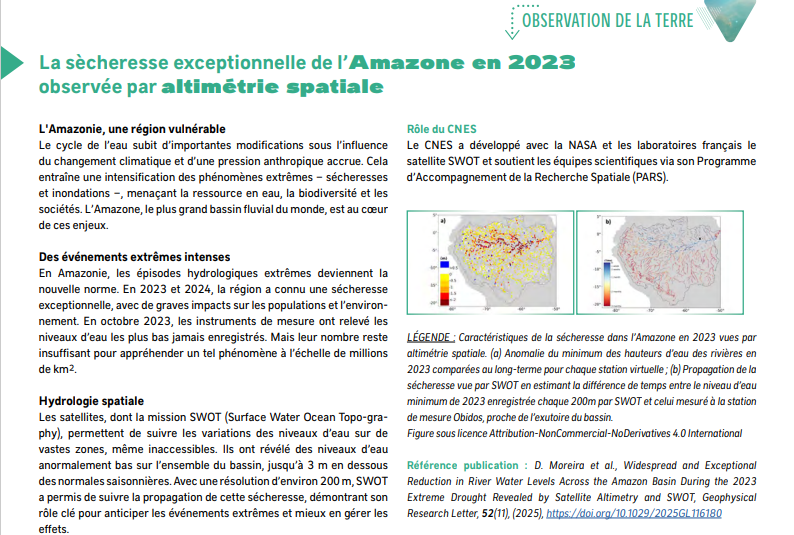 OBSERVATION DE LA TERRE
La sècheresse exceptionnelle de l'Amazone en 2023
observée par altimétrie spatiale
L'Amazonie, une région vulnérable
Le cycle de l'eau subit d'importantes modifications sous l'influence
du changement climatique et d'une pression anthropique accrue. Cela
entraîne une intensification des phénomènes extrêmes – sécheresses
et inondations –, menaçant la ressource en eau, la biodiversité et les
sociétés. L'Amazone, le plus grand bassin fluvial du monde, est au cœur
de ces enjeux.
Des événements extrêmes intenses
En Amazonie, les épisodes hydrologiques extrêmes deviennent la
nouvelle norme. En 2023 et 2024, la région a connu une sécheresse
exceptionnelle, avec de graves impacts sur les populations et l'environ-
nement. En octobre 2023, les instruments de mesure ont relevé les
niveaux d'eau les plus bas jamais enregistrés. Mais leur nombre reste
insuffisant pour appréhender un tel phénomène à l'échelle de millions
de km².
Hydrologie spatiale
Les satellites, dont la mission SWOT (Surface Water Ocean Topo-gra-
phy), permettent de suivre les variations des niveaux d'eau sur de
vastes zones, même inaccessibles. Ils ont révélé des niveaux d'eau
anormalement bas sur l'ensemble du bassin, jusqu'à 3 m en dessous
des normales saisonnières. Avec une résolution d'environ 200 m, SWOT
a permis de suivre la propagation de cette sécheresse, démontrant son
rôle clé pour anticiper les événements extrêmes et mieux en gérer les
effets.
Rôle du CNES
Le CNES a développé avec la NASA et les laboratoires français le
satellite SWOT et soutient les équipes scientifiques via son Programme
d'Accompagnement de la Recherche Spatiale (PARS).
a)
b)
LÉGENDE : Caractéristiques de la sécheresse dans l'Amazone en 2023 vues par
altimétrie spatiale. (a) Anomalie du minimum des hauteurs d'eau des rivières en
2023 comparées au long-terme pour chaque station virtuelle ; (b) Propagation de la
sécheresse vue par SWOT en estimant la différence de temps entre le niveau d'eau
minimum de 2023 enregistrée chaque 200m par SWOT et celui mesuré à la station
de mesure Obidos, proche de l'exutoire du bassin.
Figure sous licence Attribution-NonCommercial-NoDerivatives 4.0 International
Référence publication : D. Moreira et al., Widespread and Exceptional
Reduction in River Water Levels Across the Amazon Basin During the 2023
Extreme Drought Revealed by Satellite Altimetry and SWOT, Geophysical
Research Letter, 52(11), (2025), https://doi.org/10.1029/2025GL116180